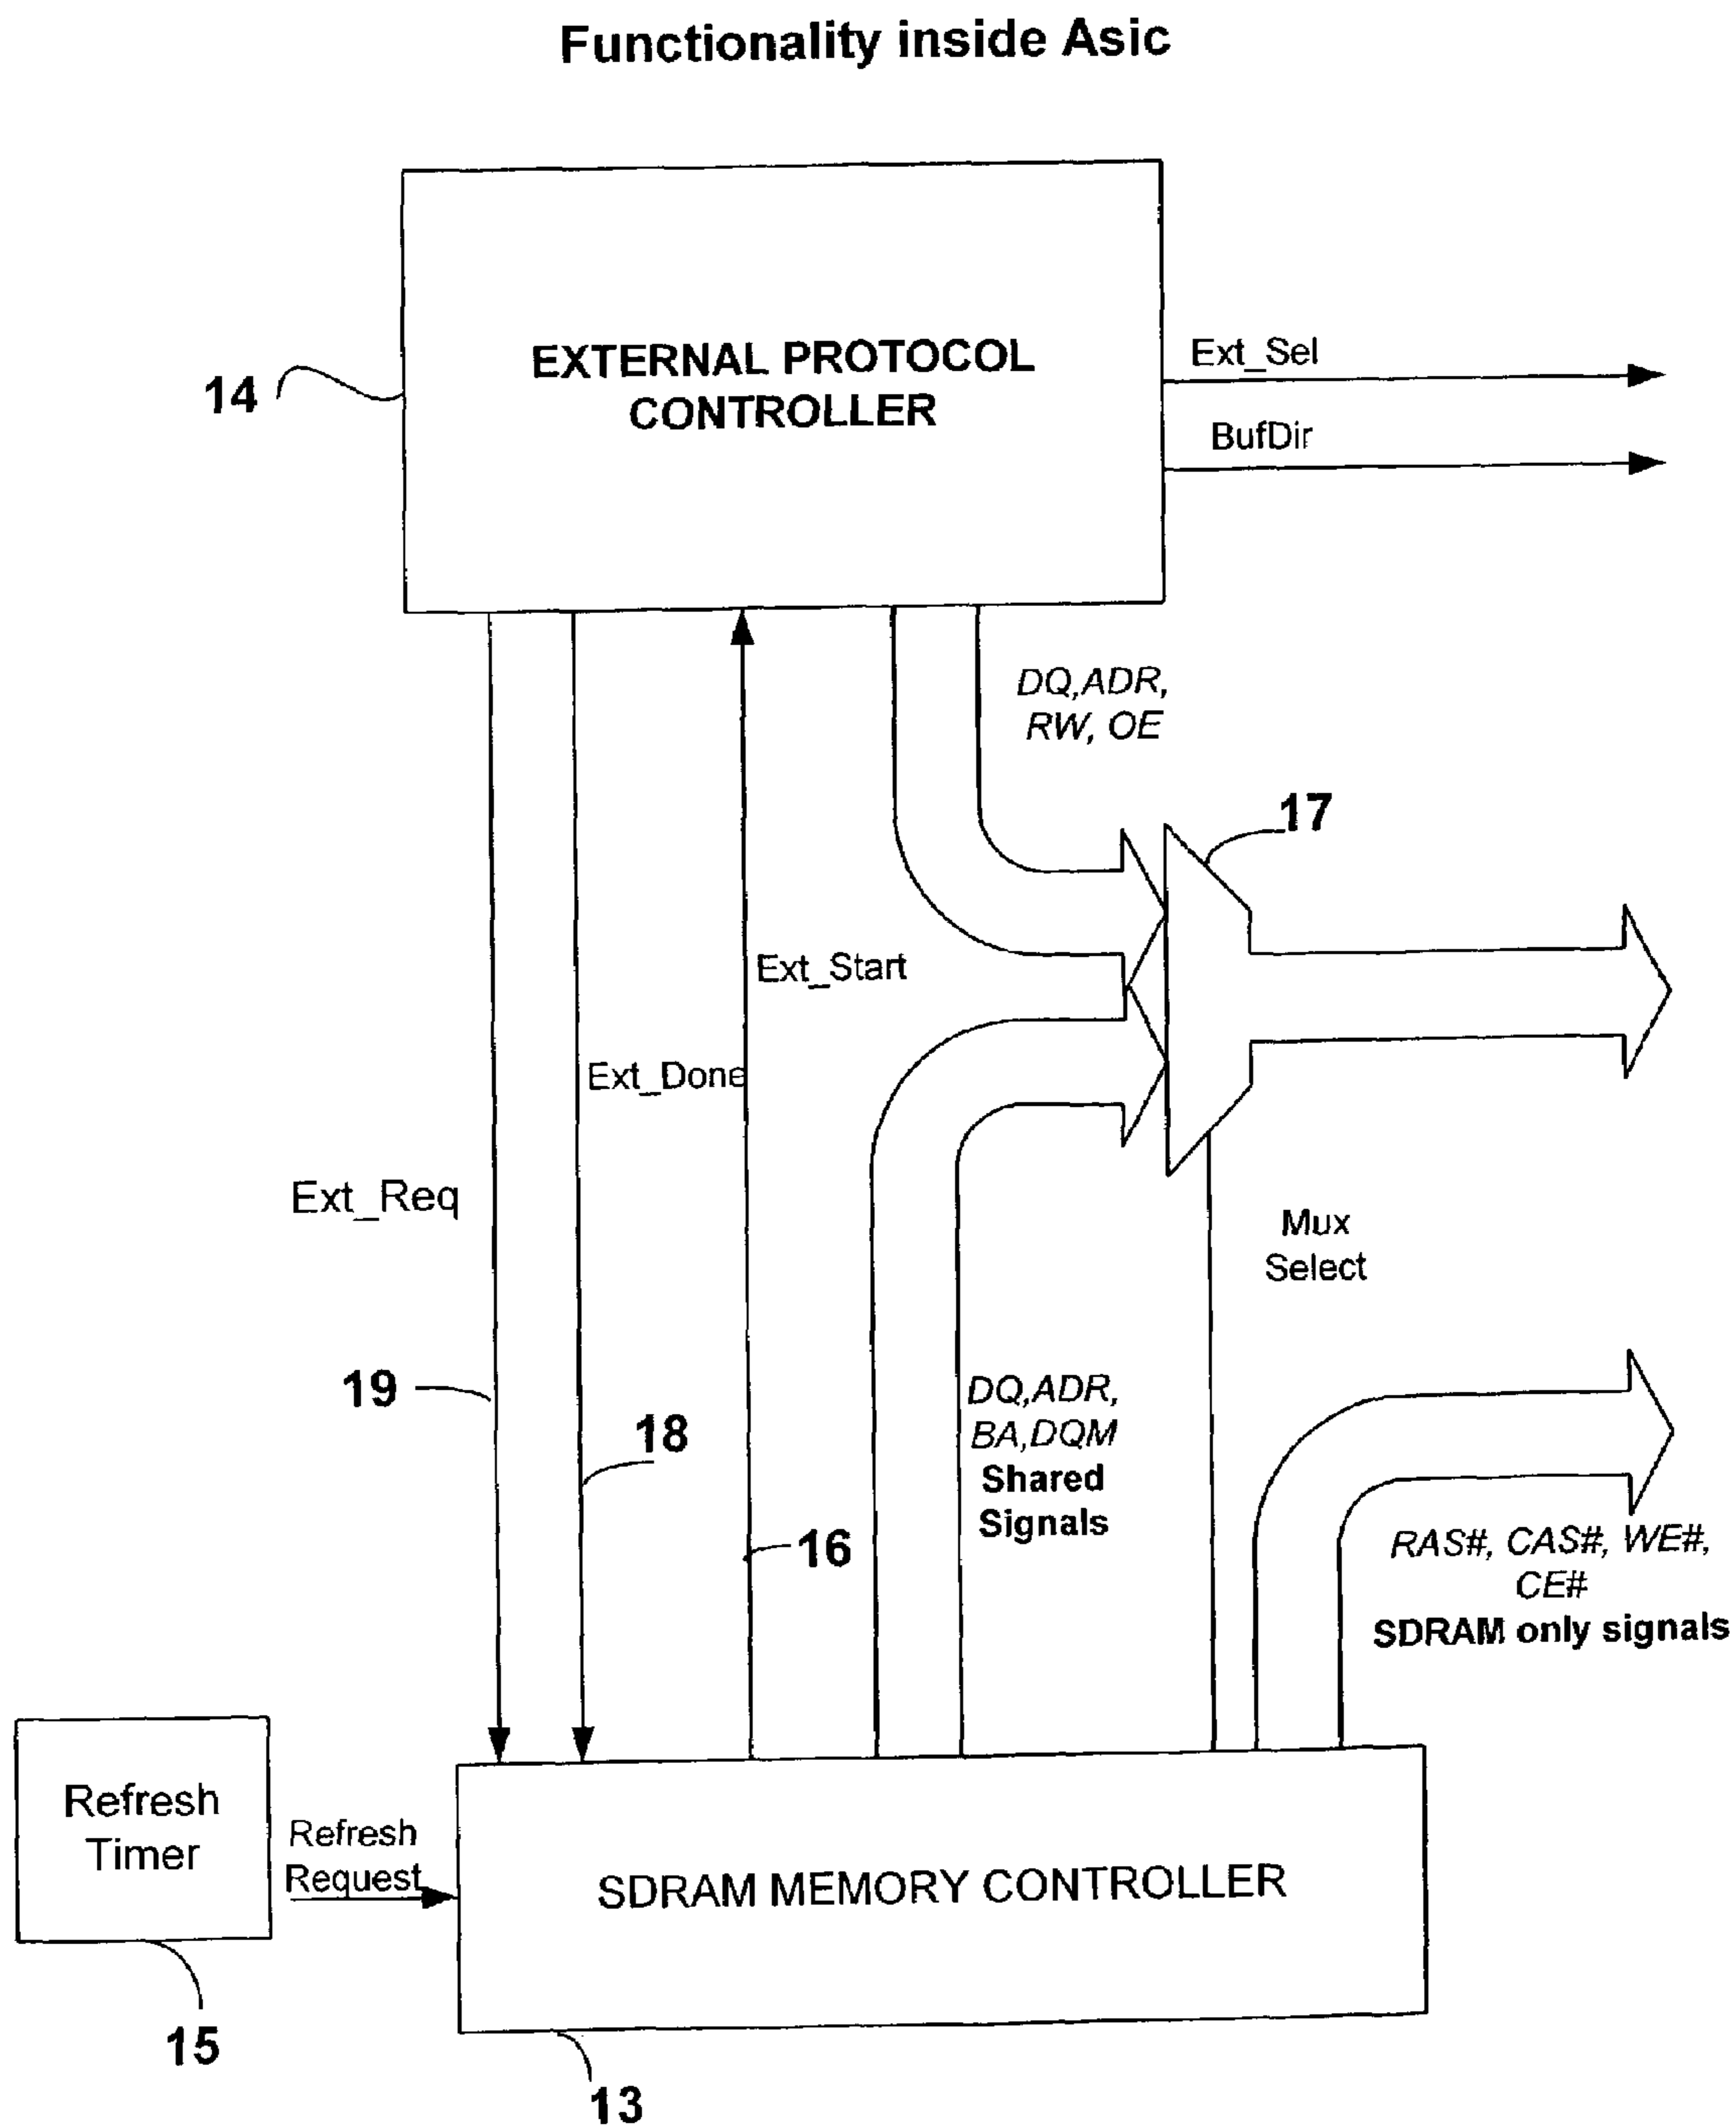 Functionality inside Asic
EXTERNAL PROTOCOL
CONTROLLER
14
Ext_Sel
BufDir
DQ,ADR,
RW, OE
17
Ext_Start
Ext_Done
Ext_Req
Mux
Select
19
18
16
DQ,ADR,
BA,DQM
Shared
Signals
RAS#, CAS#, WE#,
CE#
SDRAM only signals
Refresh
Timer
Refresh
Request
SDRAM MEMORY CONTROLLER
15
13